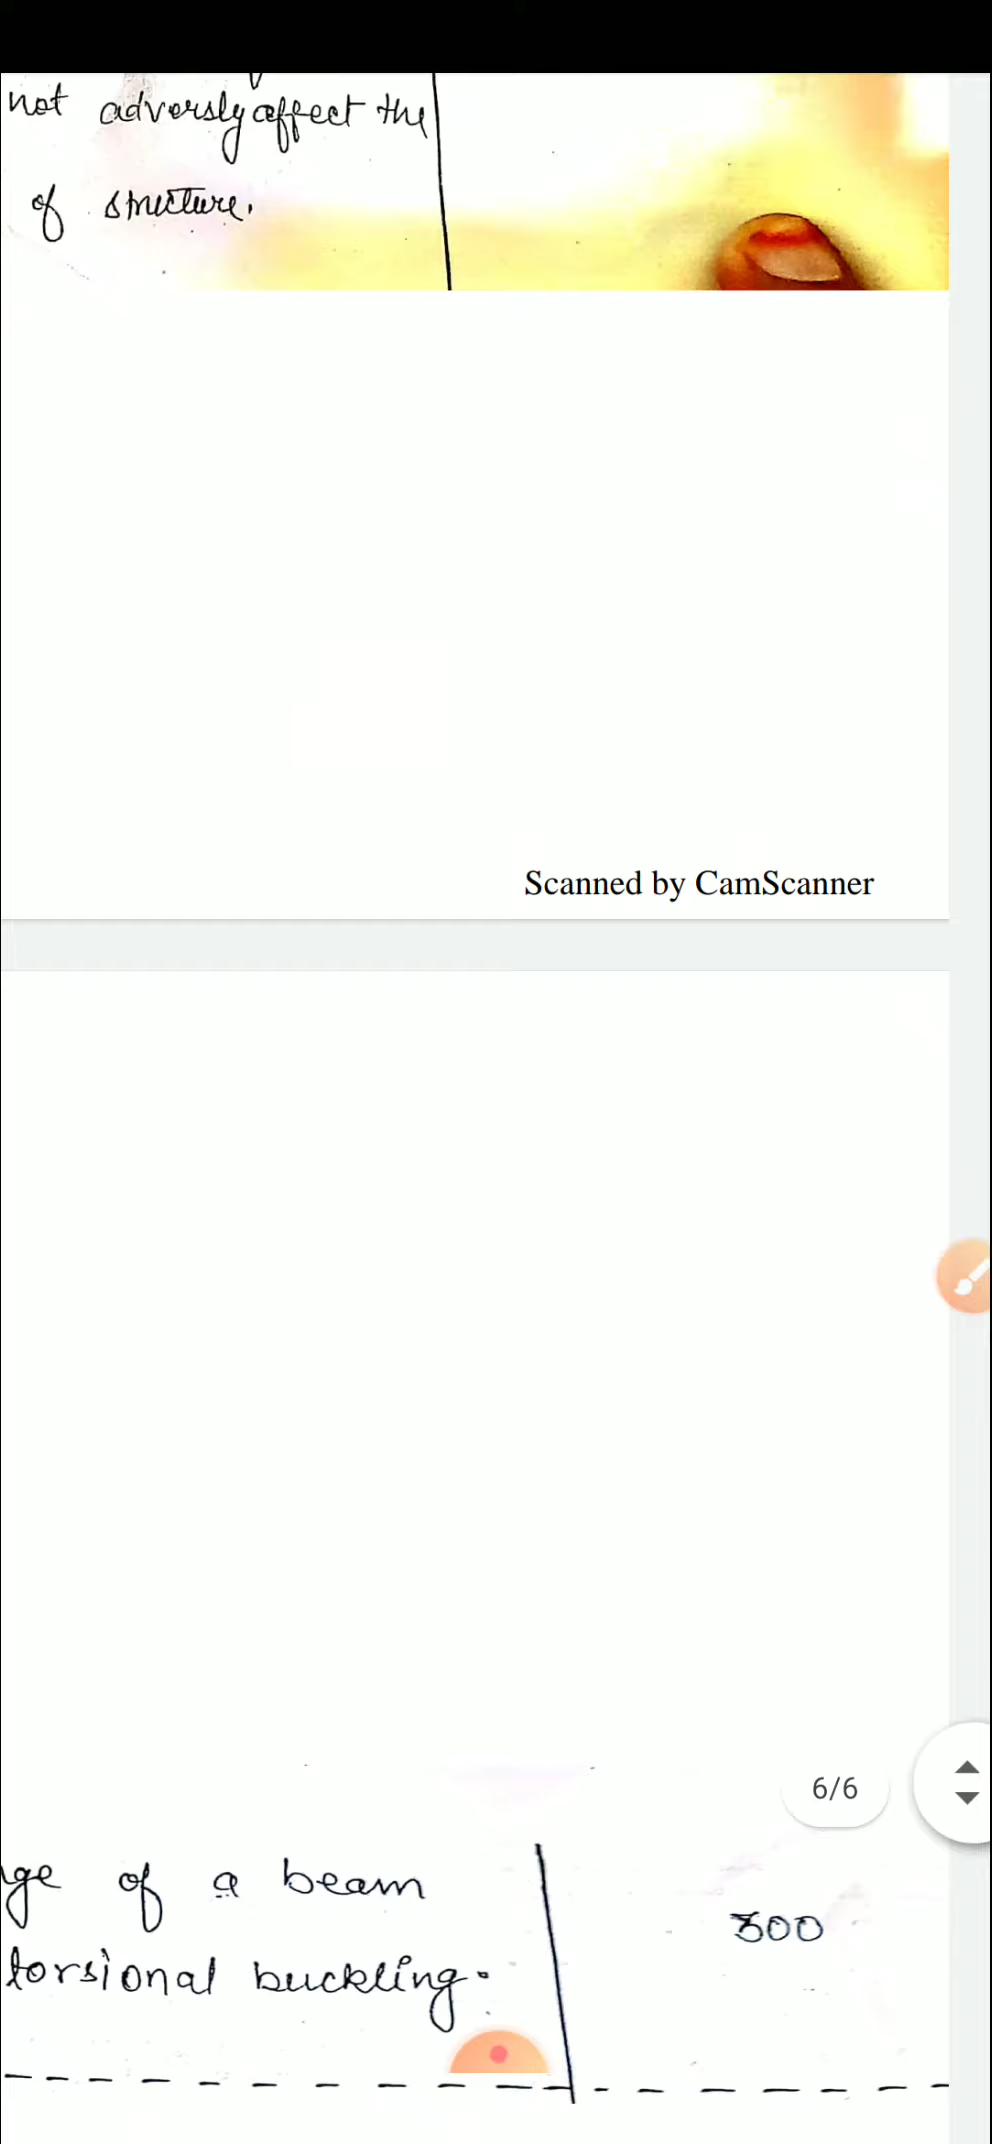 not adversly affect the
of structure.
Scanned by CamScanner
6/6
ge of a beam
300
torsional buckling.